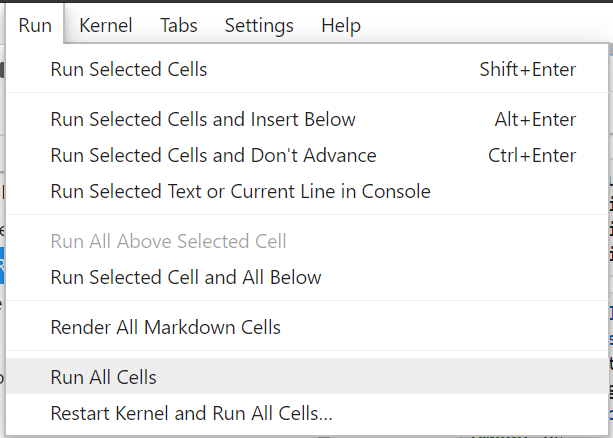 Run Kernel Tabs Settings Help
Run Selected Cells Shift+Enter
Run Selected Cells and Insert Below Alt+Enter
Run Selected Cells and Don't Advance Ctrl+Enter
Run Selected Text or Current Line in Console
Run All Above Selected Cell
Run Selected Cell and All Below
Render All Markdown Cells
Run All Cells
Restart Kernel and Run All Cells...